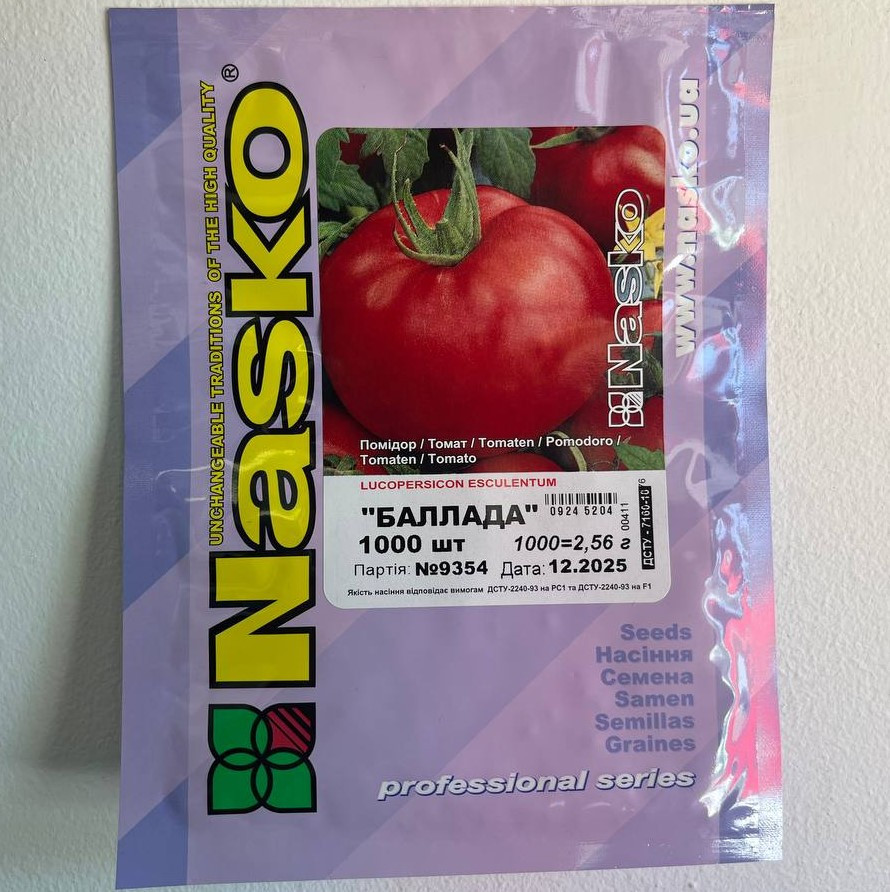 UNCHANGEABLE TRADITIONS OF THE HIGH QUALITY
Nasko®
www.nasko.ua
Nasko
Помідор / Томат / Tomaten / Pomodoro /
Tomaten / Tomato
LUCOPERSICON ESCULENTUM
"БАЛЛАДА"
0924 5204
00411
1000 шт
1000=2,56 г
Партія: №9354 Дата: 12.2025
Якість насіння відповідає вимогам ДСТУ-2240-93 на РС1 та ДСТУ-2240-93 на F1
Seeds
Насіння
Семена
Samen
Semillas
Graines
professional series